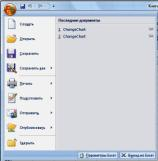 Создать
Последние документы
1 ChangeChart
2 ChangeChart
Открыть
Сохранить
Сохранить как
Печать
Подготовить
Отправить
Опубликовать
Закрыть
Параметры Excel
Выход из Excel